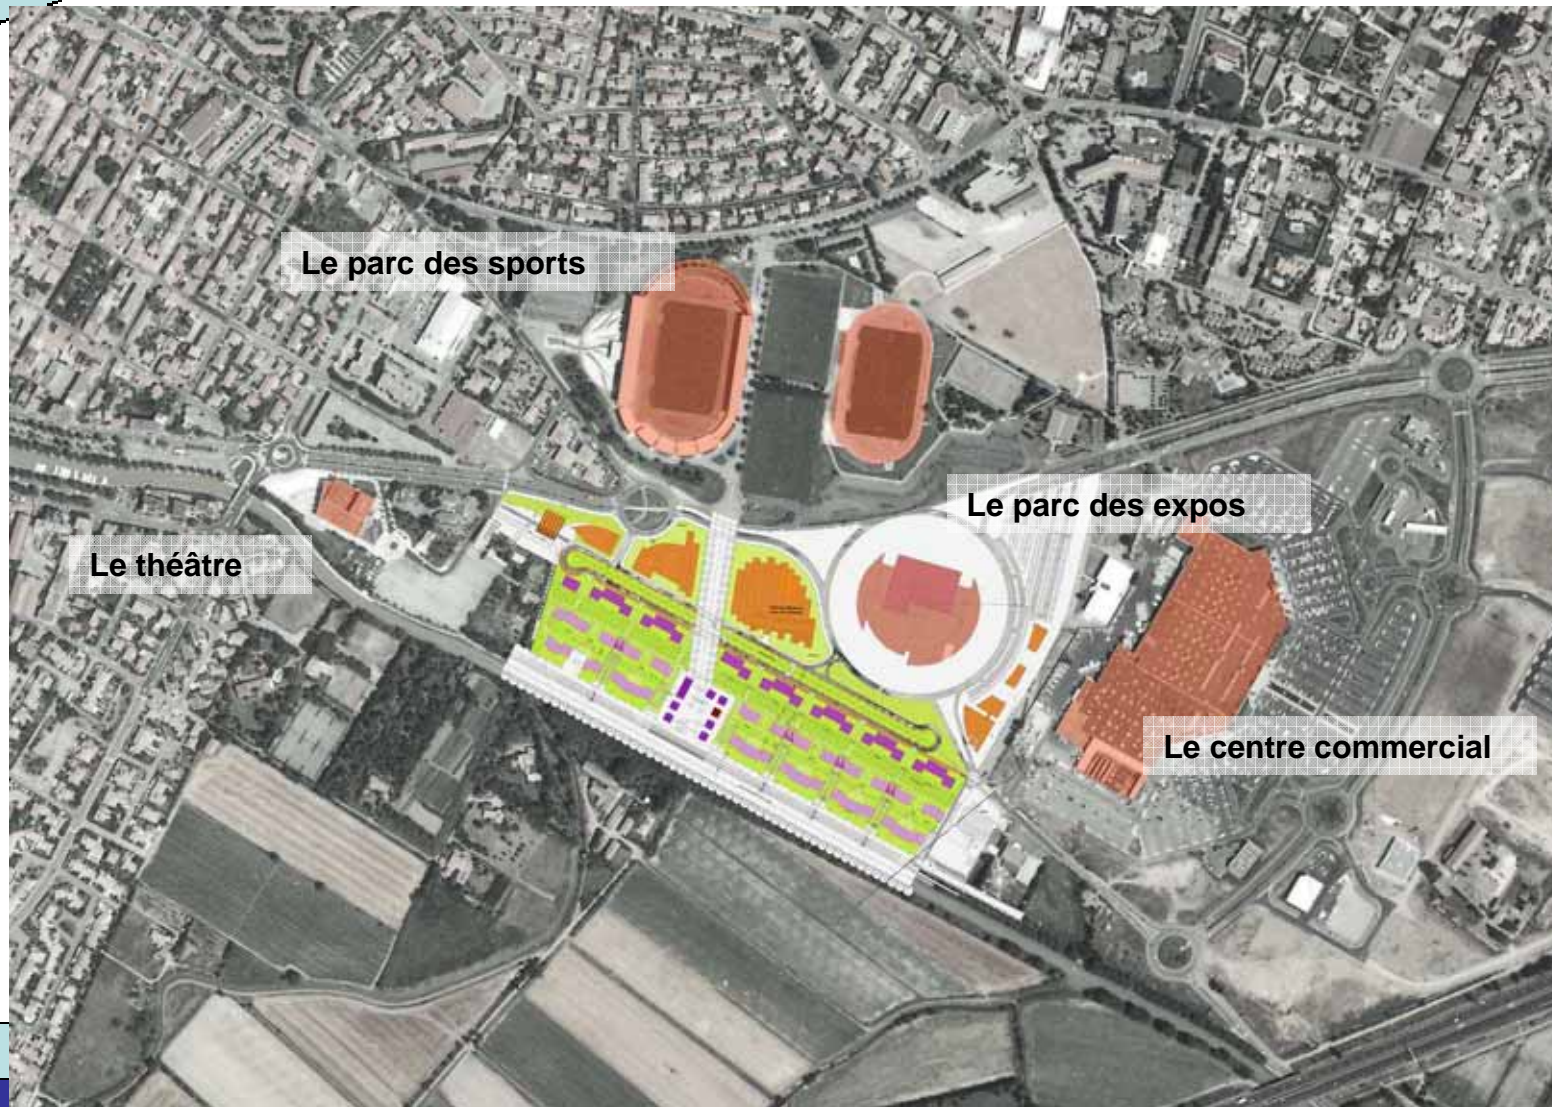 Le parc des sports
Le parc des expos
Le théâtre
Le centre commercial